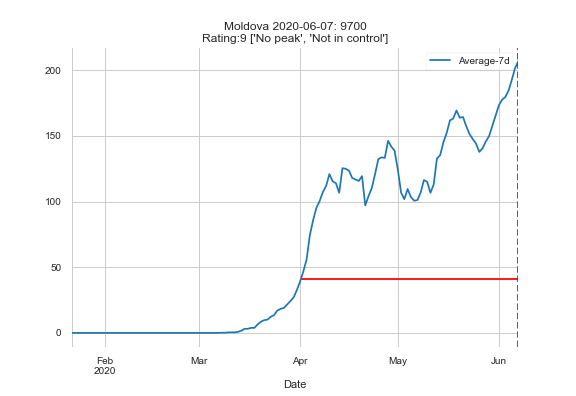 Moldova 2020-06-07: 9700
Rating:9 ['No peak', 'Not in control']
Average-7d
200
150
100
50
0
Feb
2020
Mar
Apr
May
Jun
Date